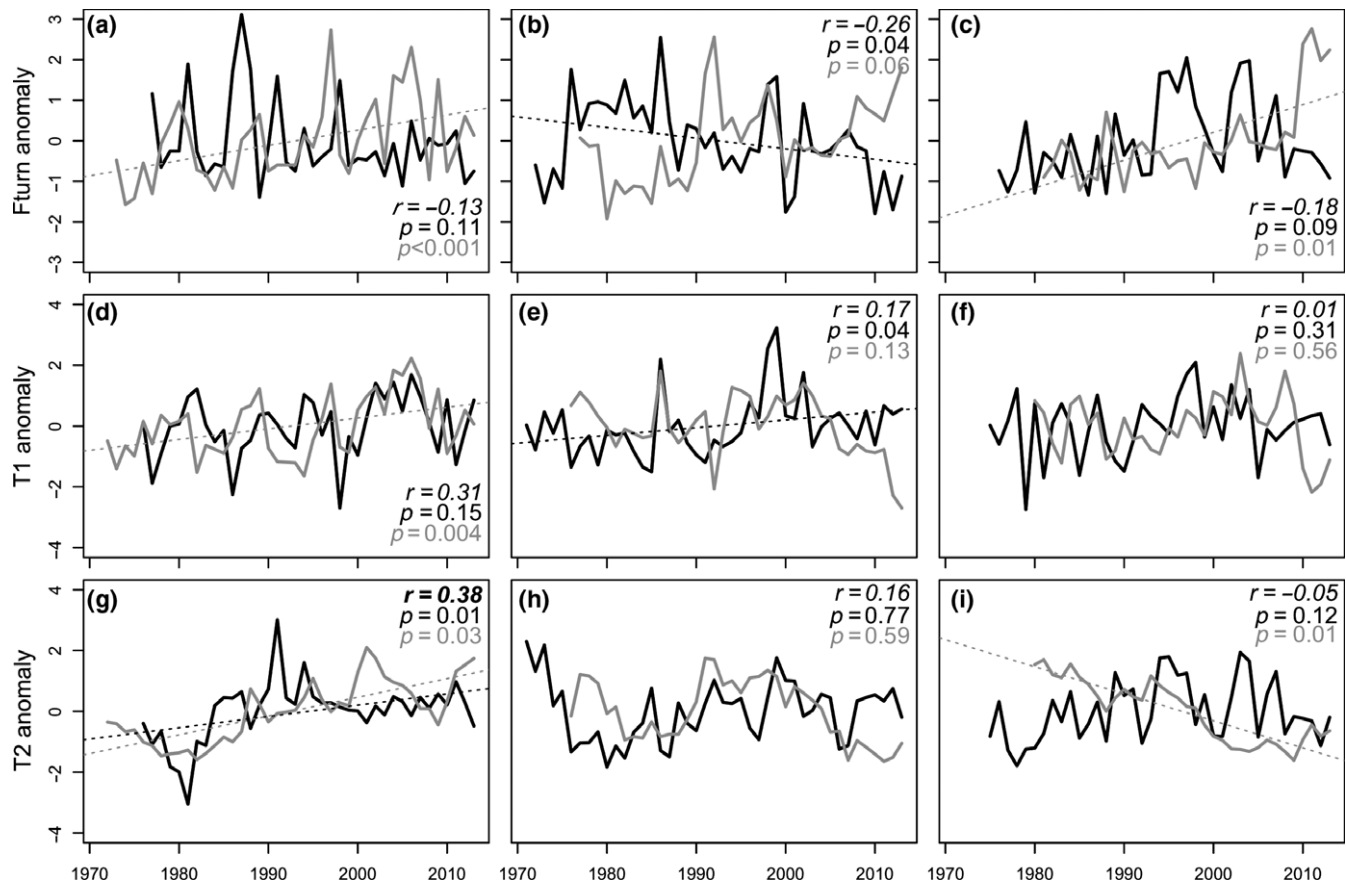 (a)
(b)
r = −0.26
p = 0.04
p = 0.06
(c)
Fturn anomaly
3
2
1
0
−1
−2
−3
r = −0.13
p = 0.11
p<0.001
r = −0.18
p = 0.09
p = 0.01
(d)
(e)
r = 0.17
p = 0.04
p = 0.13
(f)
r = 0.01
p = 0.31
p = 0.56
T1 anomaly
4
2
0
−2
−4
r = 0.31
p = 0.15
p = 0.004
(g)
r = 0.38
p = 0.01
p = 0.03
(h)
r = 0.16
p = 0.77
p = 0.59
(i)
r = −0.05
p = 0.12
p = 0.01
T2 anomaly
4
2
0
−2
−4
1970 1980 1990 2000 2010
1970 1980 1990 2000 2010
1970 1980 1990 2000 2010